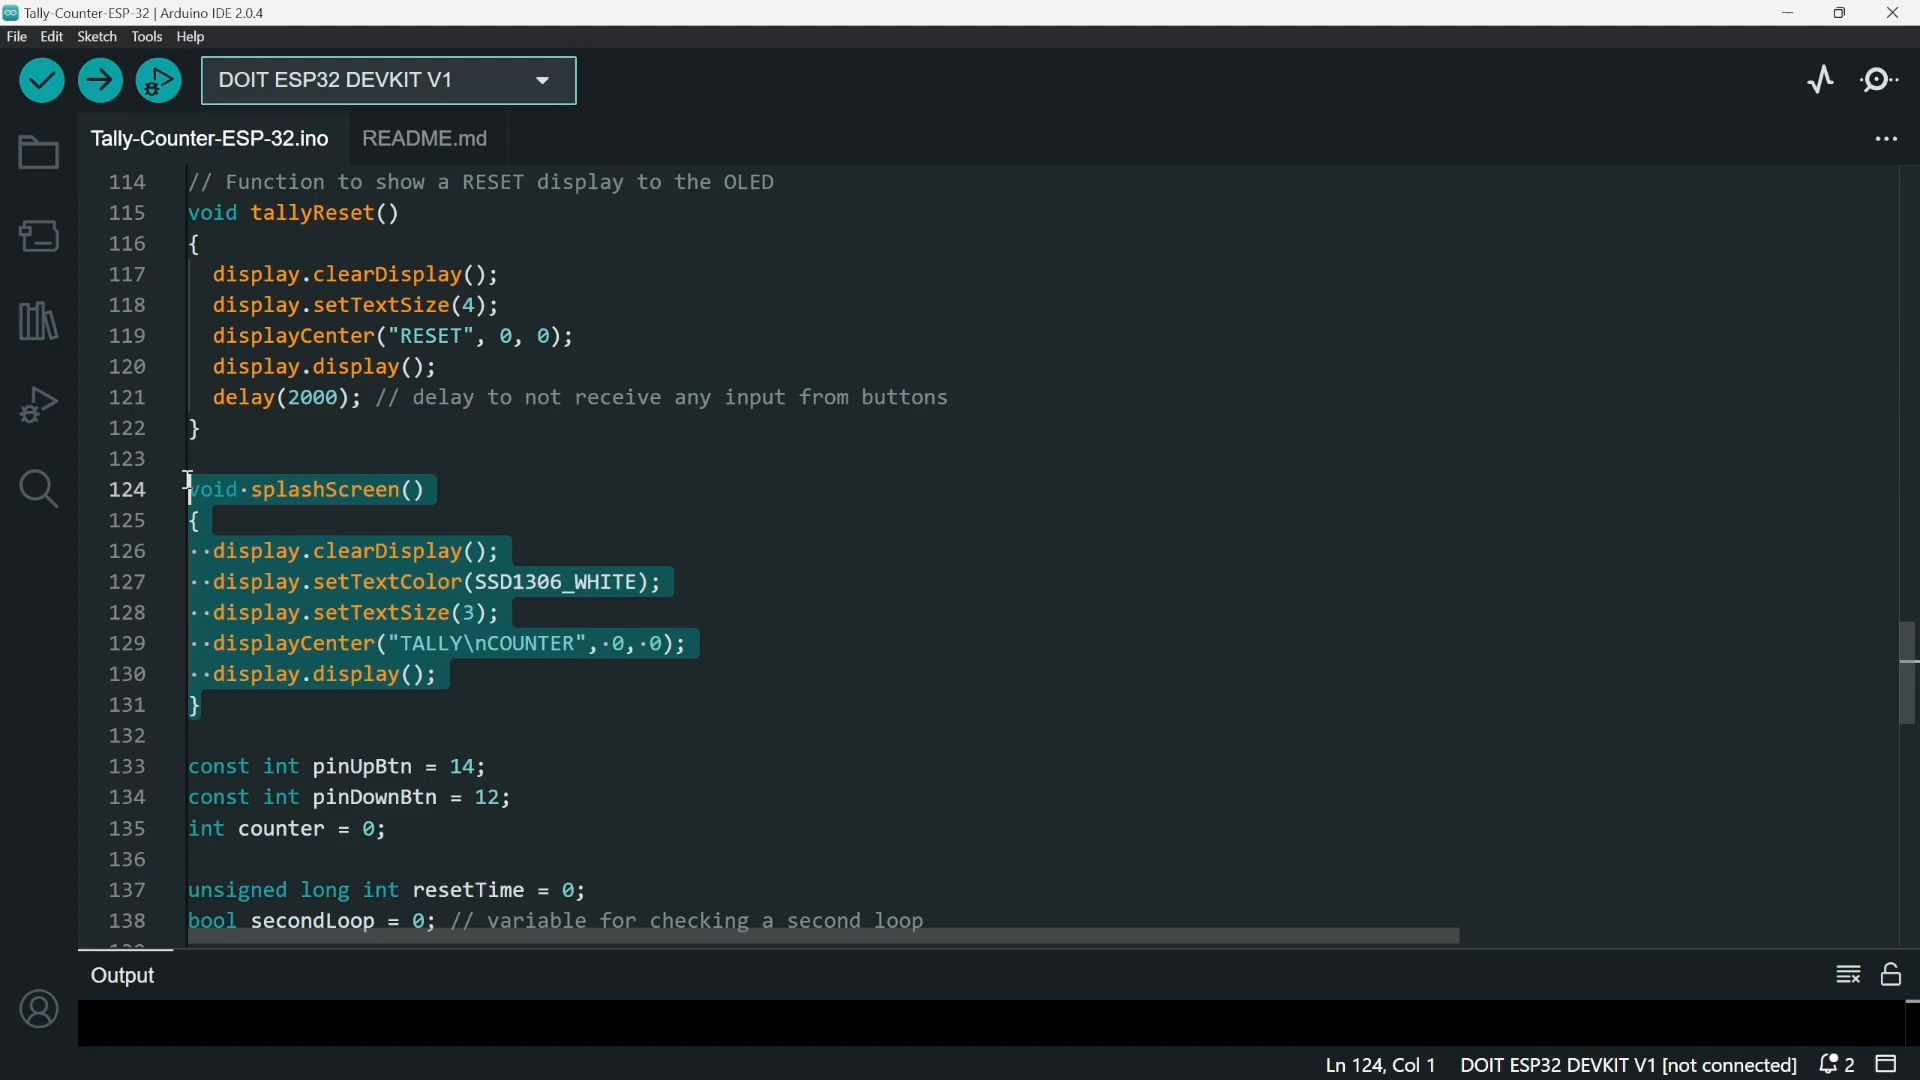 Tally-Counter-ESP-32 | Arduino IDE 2.0.4
File Edit Sketch Tools Help
DOIT ESP32 DEVKIT V1
Tally-Counter-ESP-32.ino README.md
114 // Function to show a RESET display to the OLED
115 void tallyReset()
116 {
117 display.clearDisplay();
118 display.setTextSize(4);
119 displayCenter("RESET", 0, 0);
120 display.display();
121 delay(2000); // delay to not receive any input from buttons
122 }
123
124 void·splashScreen()
125 {
126 ··display.clearDisplay();
127 ··display.setTextColor(SSD1306_WHITE);
128 ··display.setTextSize(3);
129 ··displayCenter("TALLY\nCOUNTER",·0,·0);
130 ··display.display();
131 }
132
133 const int pinUpBtn = 14;
134 const int pinDownBtn = 12;
135 int counter = 0;
136
137 unsigned long int resetTime = 0;
138 bool secondLoop = 0; // variable for checking a second loop
Output
Ln 124, Col 1 DOIT ESP32 DEVKIT V1 [not connected] 2